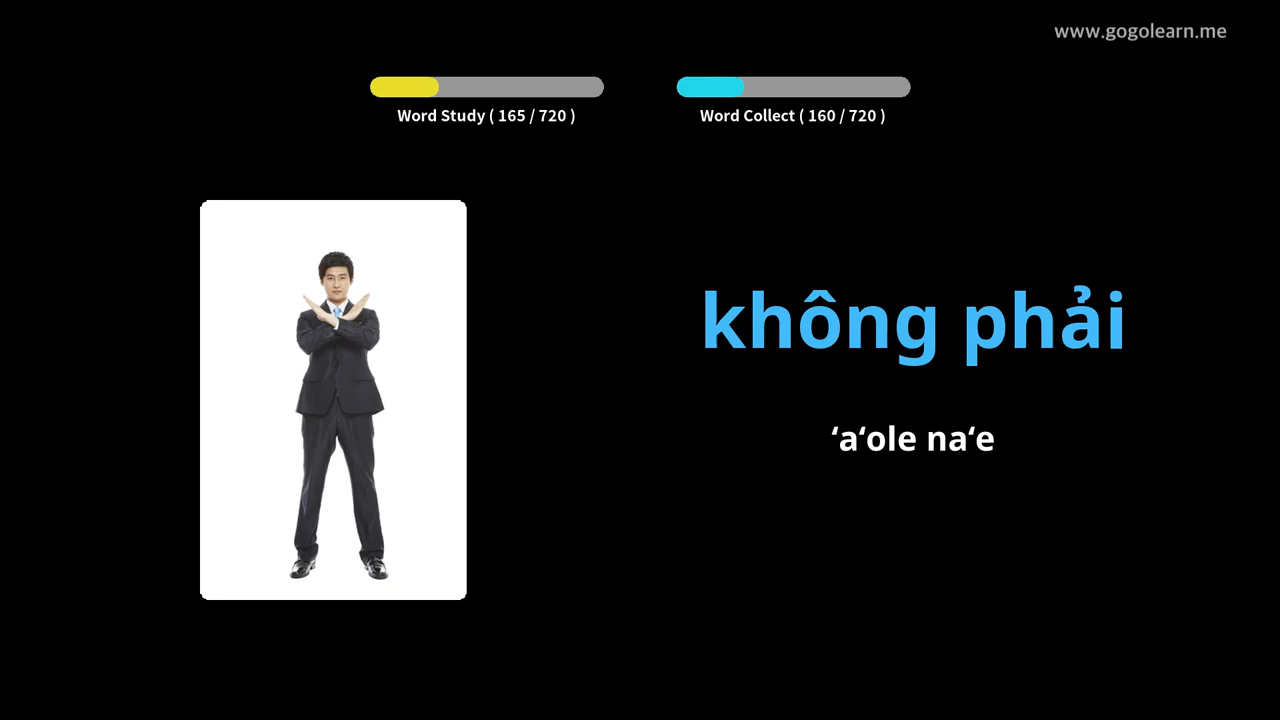 www.gogolearn.me
Word Study ( 165 / 720 )
Word Collect ( 160 / 720 )
không phải
ʻaʻole naʻe